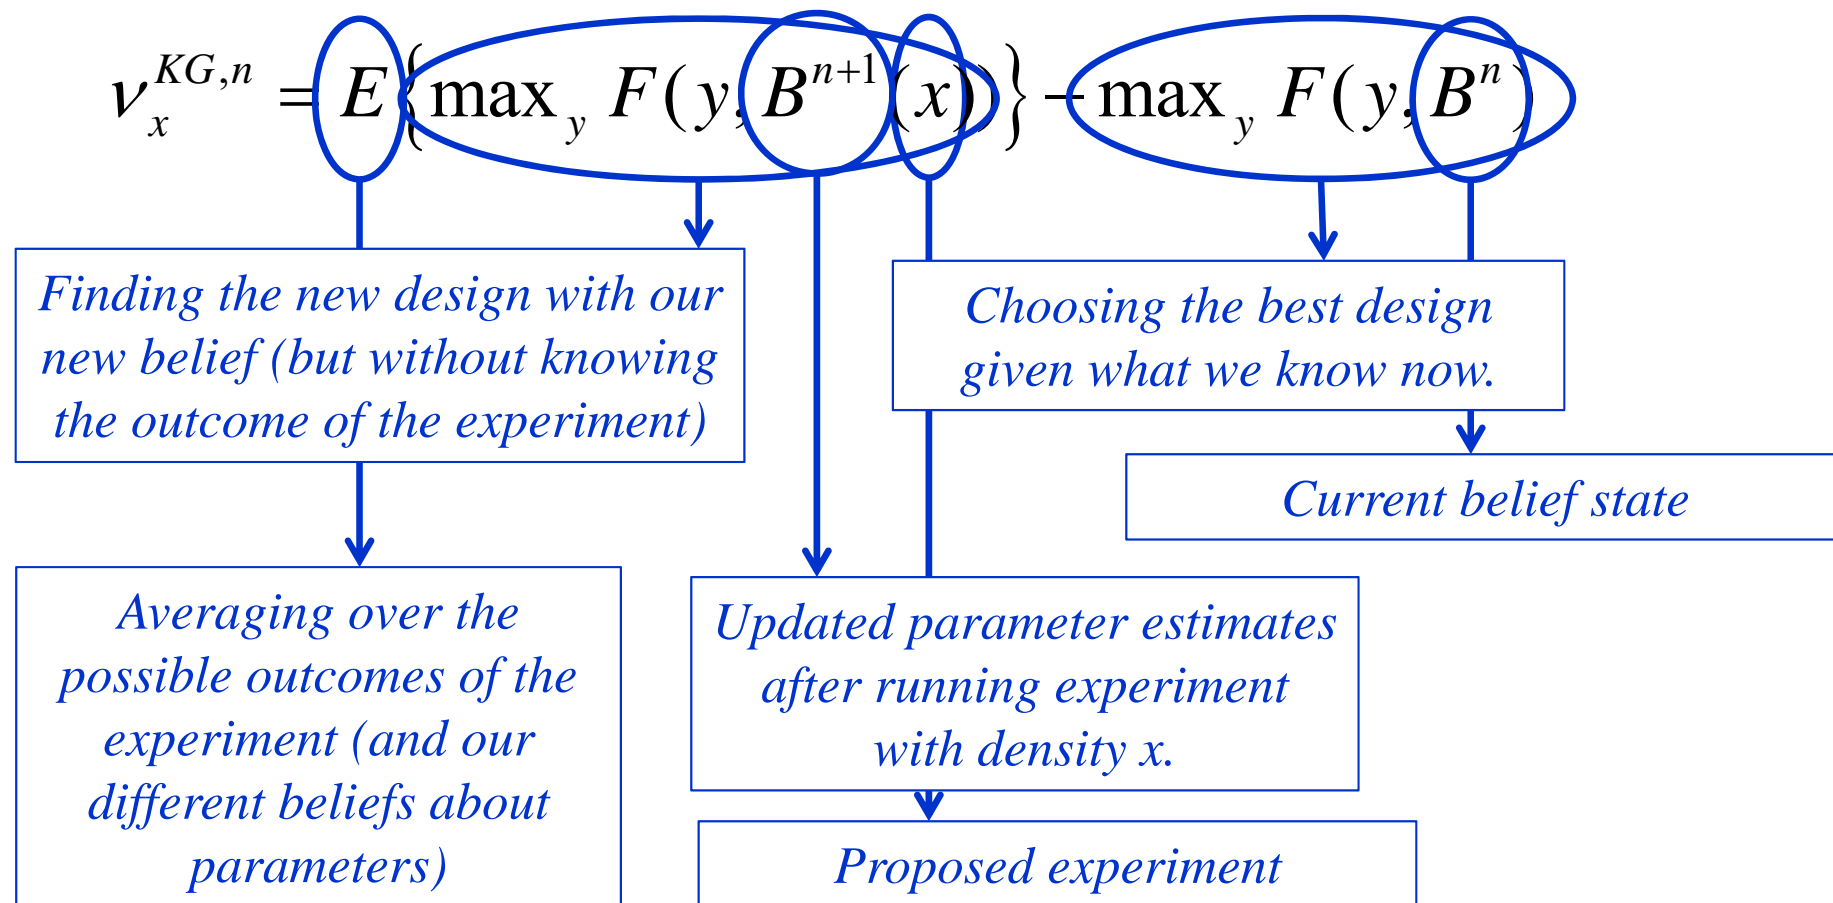 ν_x^{KG,n} = E{max_y F(y, B^{n+1}(x))} − max_y F(y, B^n)
Finding the new design with our
new belief (but without knowing
the outcome of the experiment)
Choosing the best design
given what we know now.
Current belief state
Averaging over the
possible outcomes of the
experiment (and our
different beliefs about
parameters)
Updated parameter estimates
after running experiment
with density x.
Proposed experiment